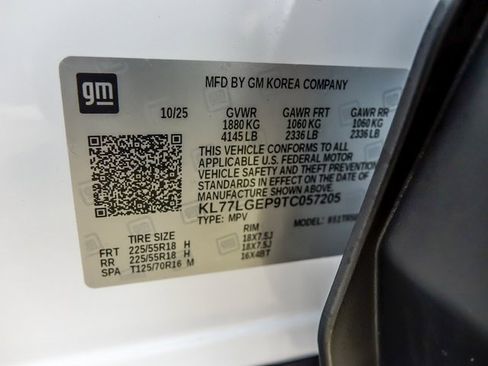 gm
MFD BY GM KOREA COMPANY
10/25 GVWR GAWR FRT GAWR RR
1880 KG 1060 KG 1060 KG
4145 LB 2336 LB 2336 LB
THIS VEHICLE CONFORMS TO ALL
APPLICABLE U.S. FEDERAL MOTOR
VEHICLE SAFETY AND THEFT PREVENTION
STANDARDS IN EFFECT ON THE DATE OF
KL77LGEP9TC057205
TYPE: MPV MODEL:
TIRE SIZE RIM
FRT 225/55R18 H 18X7.5J
RR 225/55R18 H 18X7.5J
SPA T125/70R16 M 16X4BT